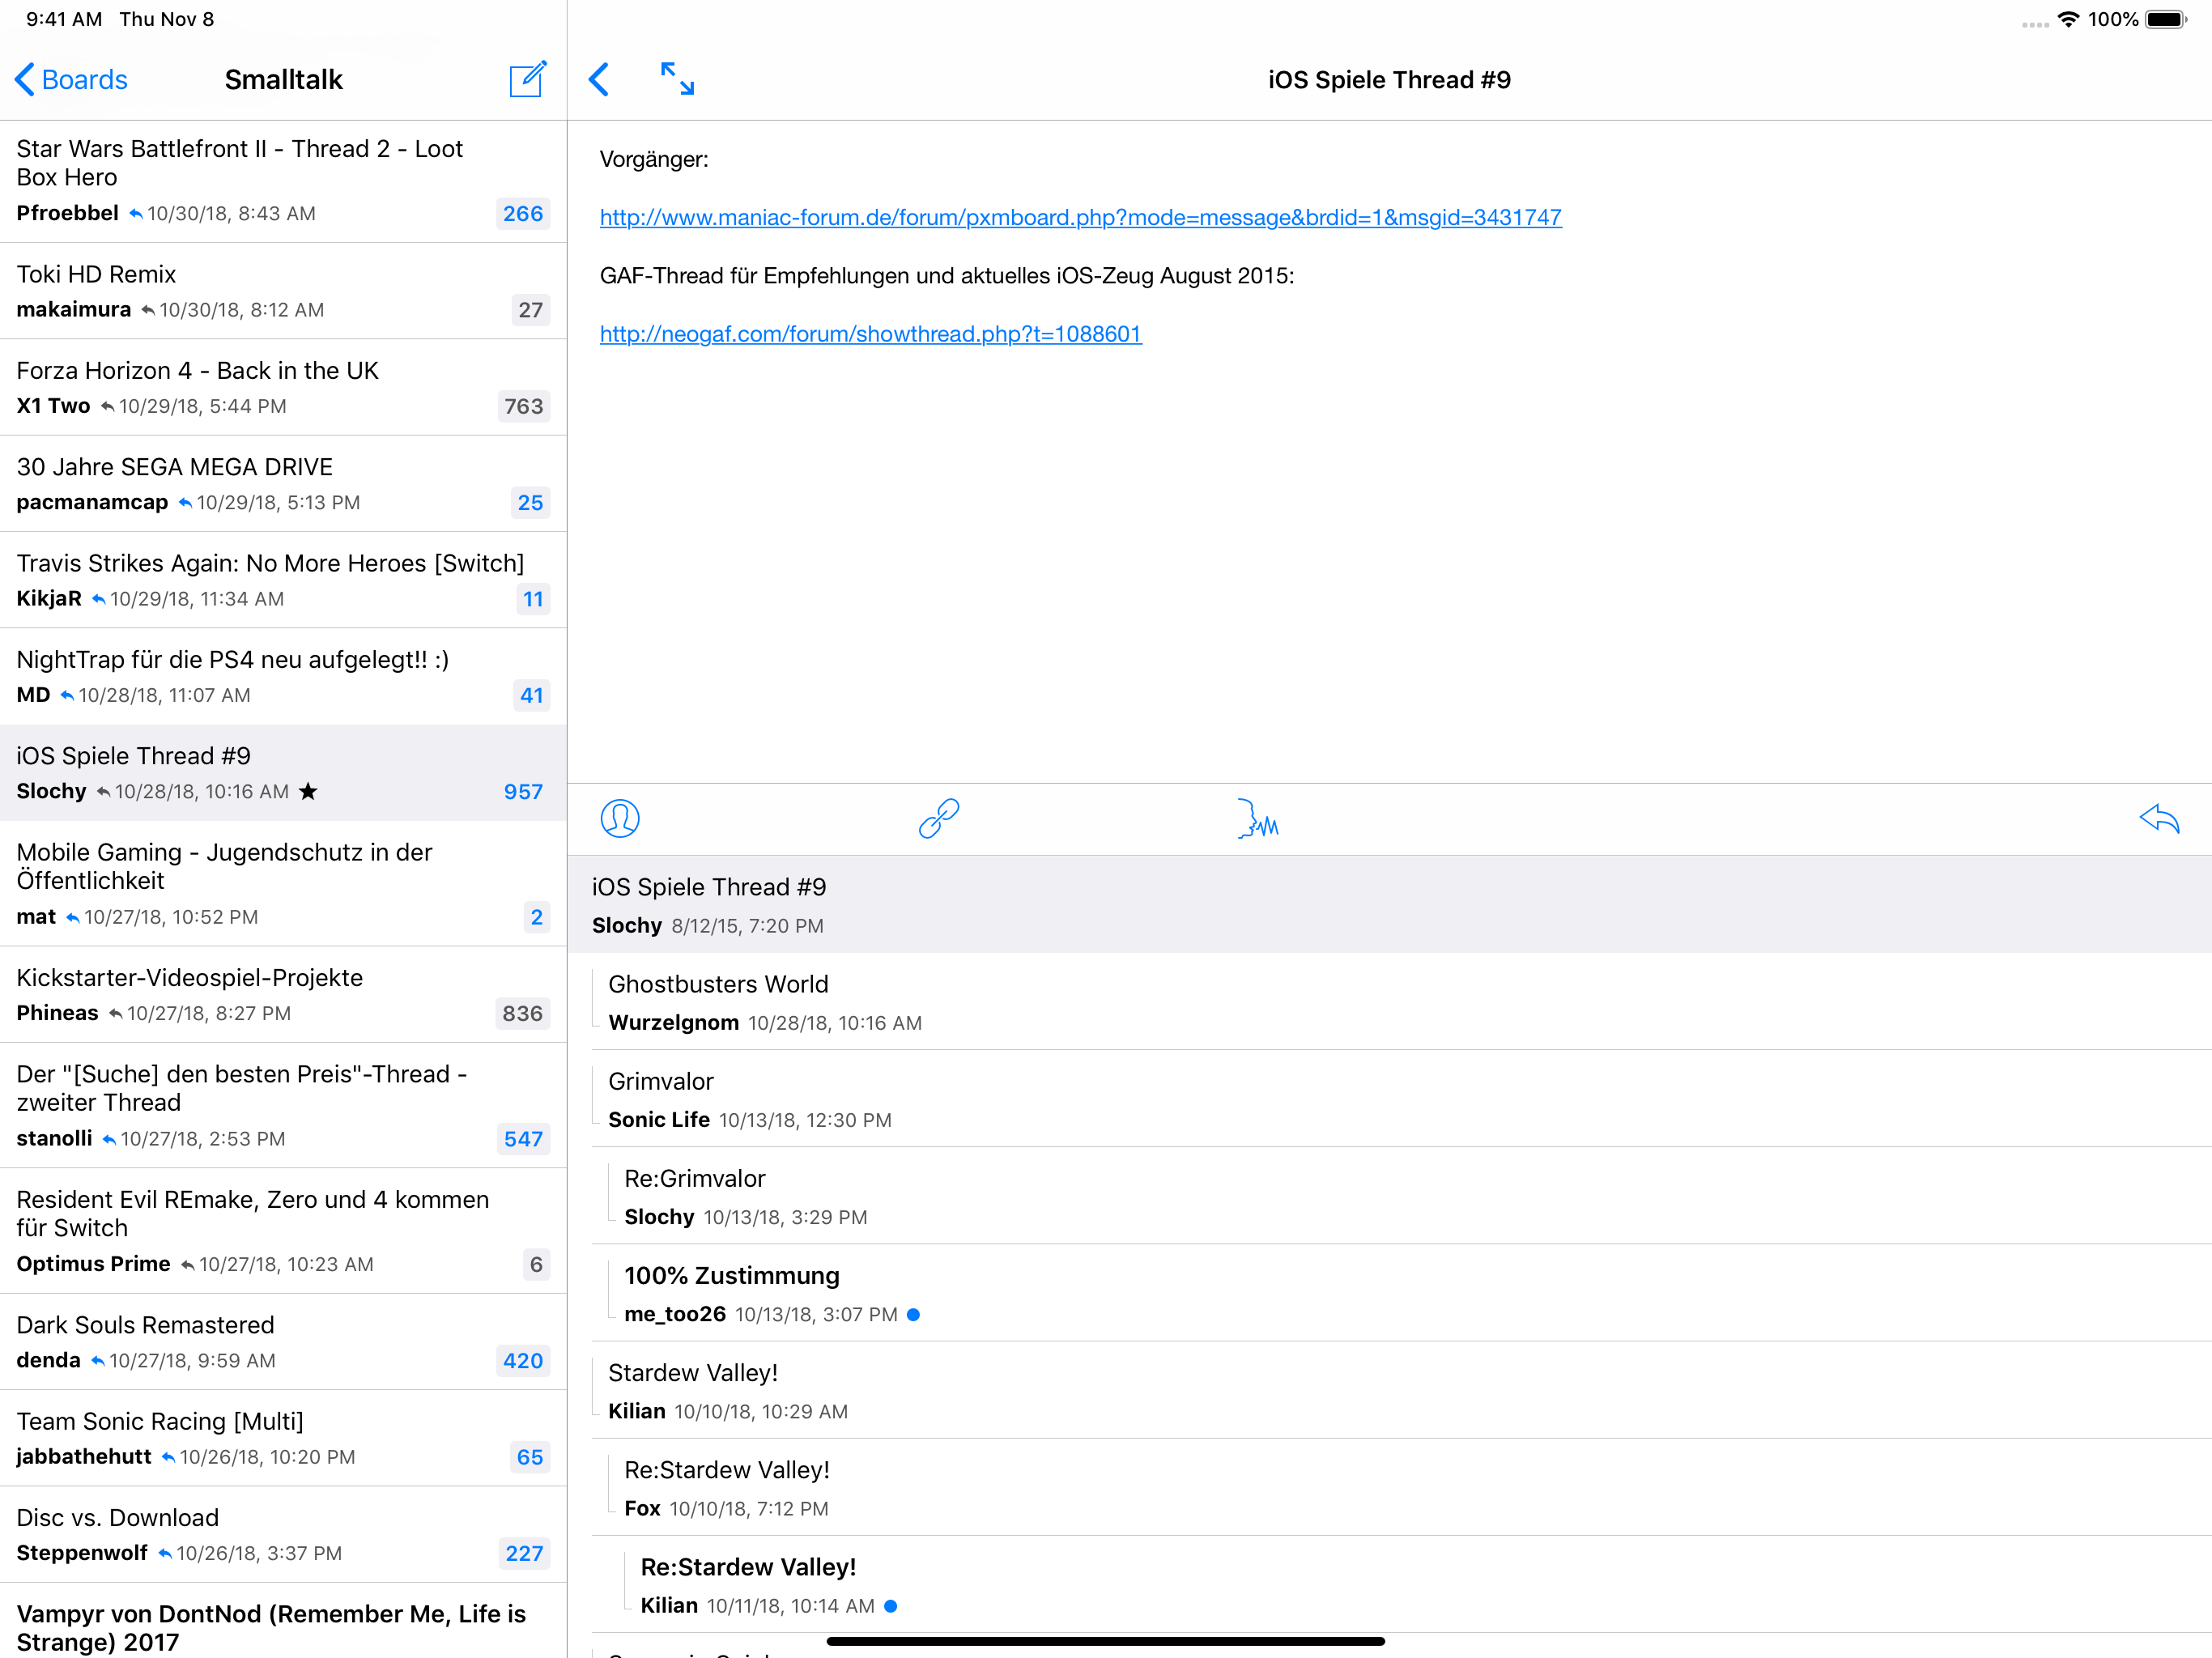 9:41 AM Thu Nov 8
100%
Boards
Smalltalk
Star Wars Battlefront II - Thread 2 - Loot
Box Hero
Pfroebbel 10/30/18, 8:43 AM 266
Toki HD Remix
makaimura 10/30/18, 8:12 AM 27
Forza Horizon 4 - Back in the UK
X1 Two 10/29/18, 5:44 PM 763
30 Jahre SEGA MEGA DRIVE
pacmanamcap 10/29/18, 5:13 PM 25
Travis Strikes Again: No More Heroes [Switch]
KikjaR 10/29/18, 11:34 AM 11
NightTrap für die PS4 neu aufgelegt!! :)
MD 10/28/18, 11:07 AM 41
iOS Spiele Thread #9
Slochy 10/28/18, 10:16 AM ★ 957
Mobile Gaming - Jugendschutz in der
Öffentlichkeit
mat 10/27/18, 10:52 PM 2
Kickstarter-Videospiel-Projekte
Phineas 10/27/18, 8:27 PM 836
Der "[Suche] den besten Preis"-Thread -
zweiter Thread
stanolli 10/27/18, 2:53 PM 547
Resident Evil REmake, Zero und 4 kommen
für Switch
Optimus Prime 10/27/18, 10:23 AM 6
Dark Souls Remastered
denda 10/27/18, 9:59 AM 420
Team Sonic Racing [Multi]
jabbathehutt 10/26/18, 10:20 PM 65
Disc vs. Download
Steppenwolf 10/26/18, 3:37 PM 227
Vampyr von DontNod (Remember Me, Life is
Strange) 2017
iOS Spiele Thread #9
Vorgänger:
http://www.maniac-forum.de/forum/pxmboard.php?mode=message&brdid=1&msgid=3431747
GAF-Thread für Empfehlungen und aktuelles iOS-Zeug August 2015:
http://neogaf.com/forum/showthread.php?t=1088601
iOS Spiele Thread #9
Slochy 8/12/15, 7:20 PM
Ghostbusters World
Wurzelgnom 10/28/18, 10:16 AM
Grimvalor
Sonic Life 10/13/18, 12:30 PM
Re:Grimvalor
Slochy 10/13/18, 3:29 PM
100% Zustimmung
me_too26 10/13/18, 3:07 PM
Stardew Valley!
Kilian 10/10/18, 10:29 AM
Re:Stardew Valley!
Fox 10/10/18, 7:12 PM
Re:Stardew Valley!
Kilian 10/11/18, 10:14 AM